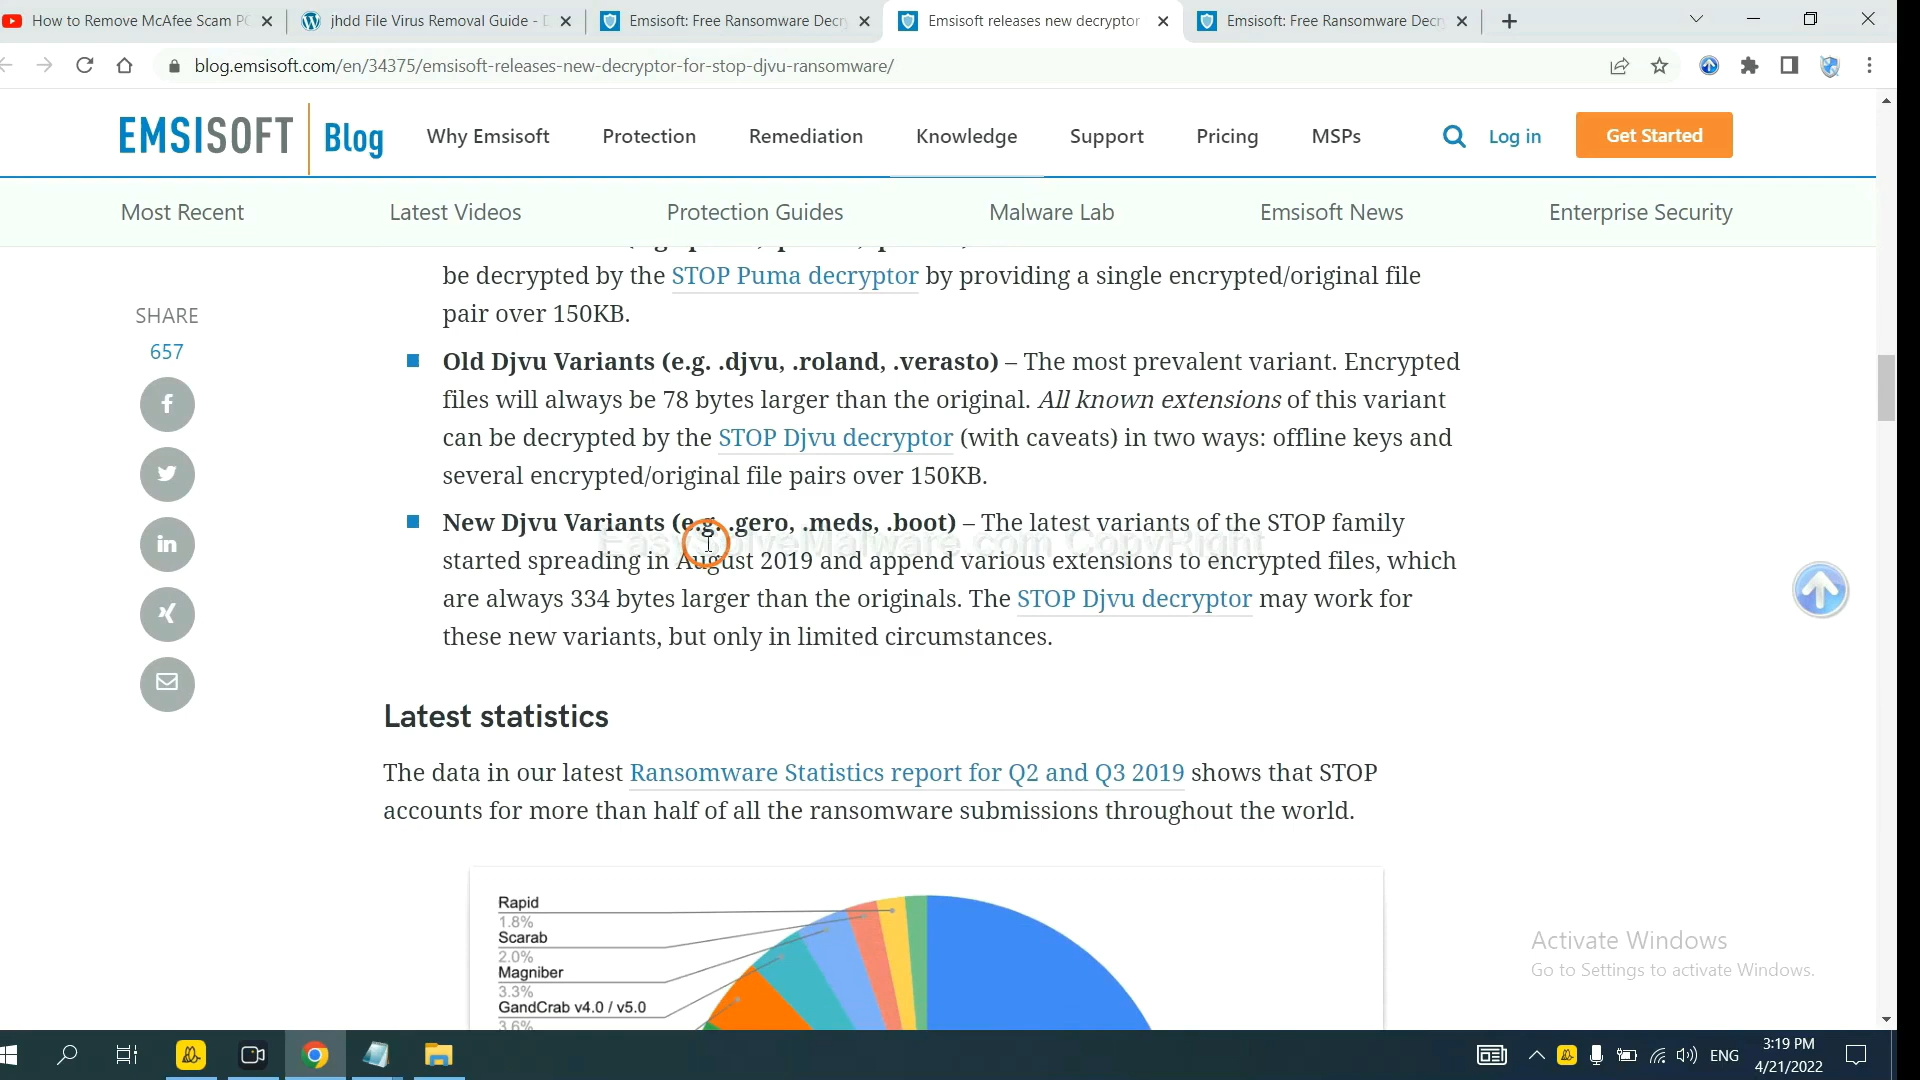 How to Remove McAfee Scam PO
jhdd File Virus Removal Guide - D
Emsisoft: Free Ransomware Decry
Emsisoft releases new decryptor
Emsisoft: Free Ransomware Decry
blog.emsisoft.com/en/34375/emsisoft-releases-new-decryptor-for-stop-djvu-ransomware/
EMSISOFT Blog
Why Emsisoft
Protection
Remediation
Knowledge
Support
Pricing
MSPs
Log in
Get Started
Most Recent
Latest Videos
Protection Guides
Malware Lab
Emsisoft News
Enterprise Security
SHARE
657
be decrypted by the STOP Puma decryptor by providing a single encrypted/original file
pair over 150KB.
Old Djvu Variants (e.g. .djvu, .roland, .verasto) – The most prevalent variant. Encrypted
files will always be 78 bytes larger than the original. All known extensions of this variant
can be decrypted by the STOP Djvu decryptor (with caveats) in two ways: offline keys and
several encrypted/original file pairs over 150KB.
New Djvu Variants (e.g. .gero, .meds, .boot) – The latest variants of the STOP family
EasySolveMalware.com CopyRight
started spreading in August 2019 and append various extensions to encrypted files, which
are always 334 bytes larger than the originals. The STOP Djvu decryptor may work for
these new variants, but only in limited circumstances.
Latest statistics
The data in our latest Ransomware Statistics report for Q2 and Q3 2019 shows that STOP
accounts for more than half of all the ransomware submissions throughout the world.
Rapid
1.8%
Scarab
2.0%
Magniber
3.3%
GandCrab v4.0 / v5.0
3.6%
Activate Windows
Go to Settings to activate Windows.
ENG
3:19 PM
4/21/2022